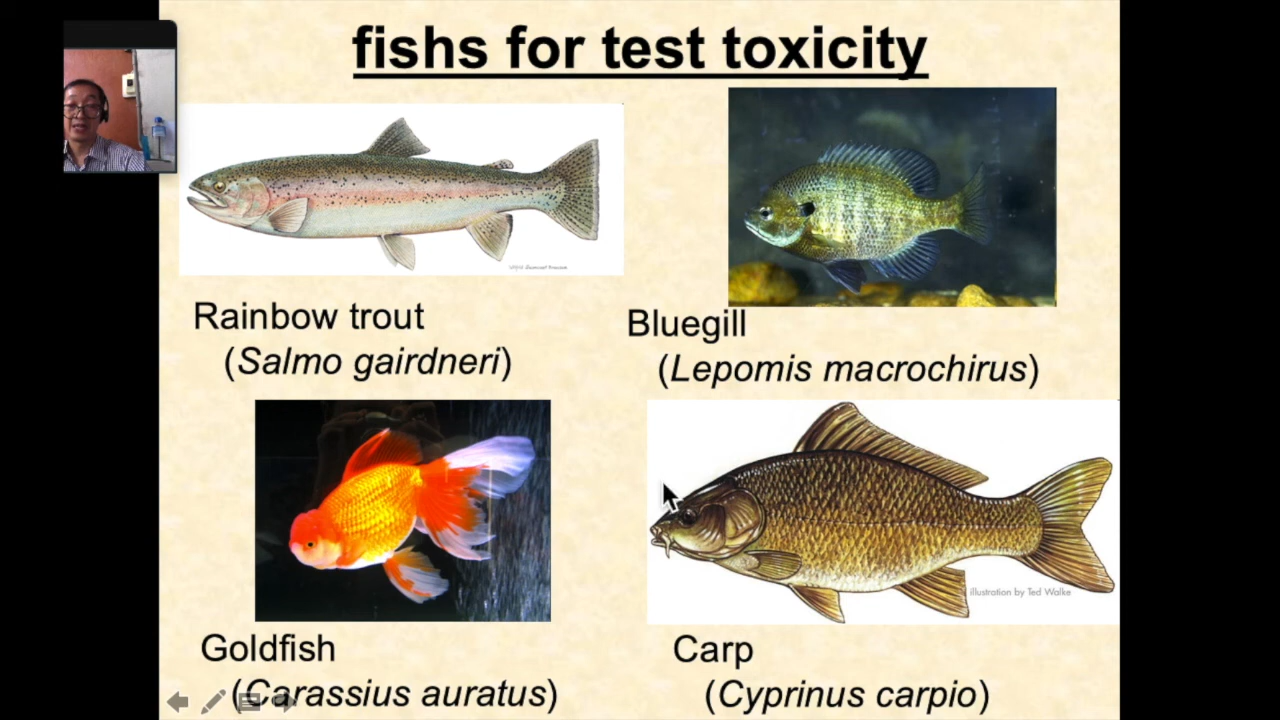 fishs for test toxicity
Rainbow trout
(Salmo gairdneri)
Bluegill
(Lepomis macrochirus)
illustration by Ted Walke
Goldfish
(Carassius auratus)
Carp
(Cyprinus carpio)